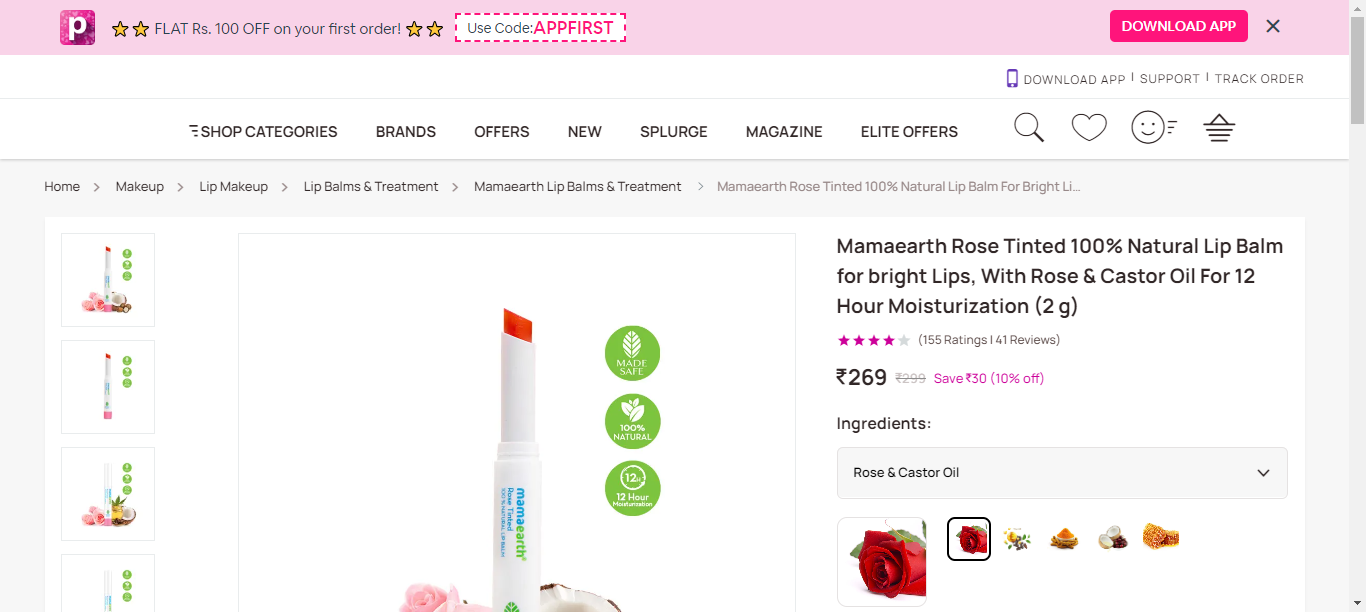 p
FLAT Rs. 100 OFF on your first order!
Use Code:APPFIRST
DOWNLOAD APP
DOWNLOAD APP | SUPPORT | TRACK ORDER
SHOP CATEGORIES
BRANDS
OFFERS
NEW
SPLURGE
MAGAZINE
ELITE OFFERS
Home > Makeup > Lip Makeup > Lip Balms & Treatment > Mamaearth Lip Balms & Treatment > Mamaearth Rose Tinted 100% Natural Lip Balm For Bright Li...
MADE
SAFE
100%
NATURAL
12H
12 Hour
Moisturization
mamaearth
Rose Tinted
100% NATURAL LIP BALM
Mamaearth Rose Tinted 100% Natural Lip Balm
for bright Lips, With Rose & Castor Oil For 12
Hour Moisturization (2 g)
(155 Ratings | 41 Reviews)
₹269 ₹299 Save ₹30 (10% off)
Ingredients:
Rose & Castor Oil